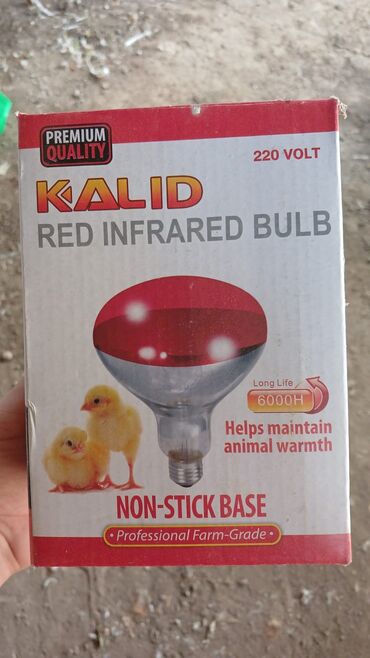 PREMIUM
QUALITY
220 VOLT
KALID
RED INFRARED BULB
Long Life
6000H
Helps maintain
animal warmth
NON-STICK BASE
• Professional Farm-Grade •